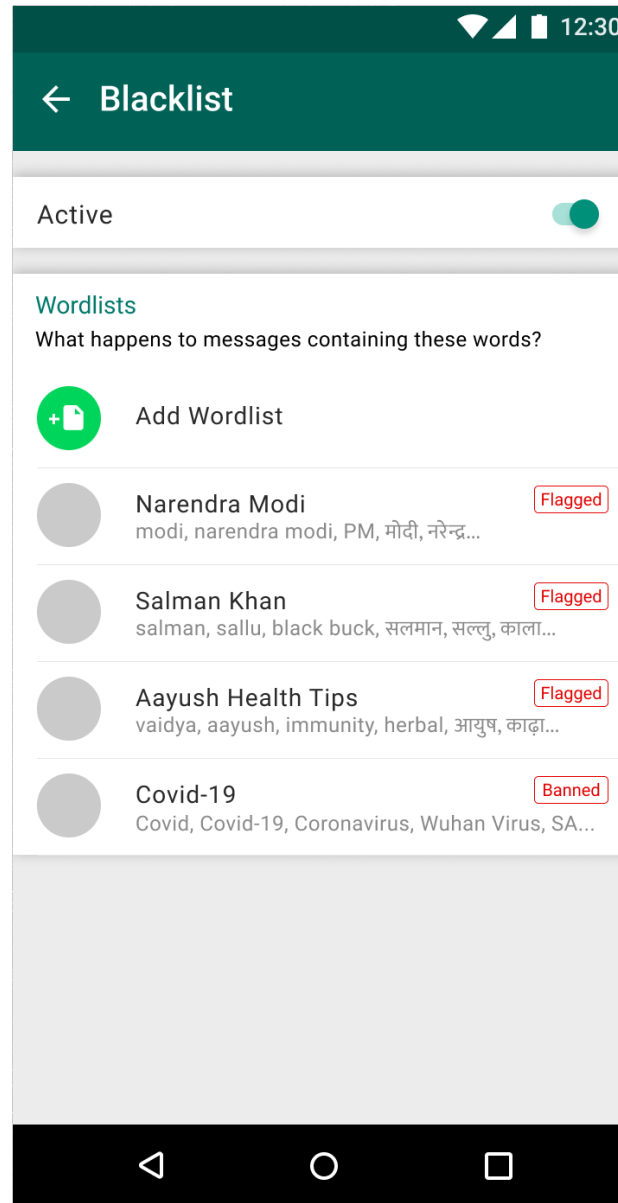 12:30
Blacklist
Active
Wordlists
What happens to messages containing these words?
Add Wordlist
Narendra Modi
Flagged
modi, narendra modi, PM, मोदी, नरेन्द्र...
Salman Khan
Flagged
salman, sallu, black buck, सलमान, सल्लु, काला...
Aayush Health Tips
Flagged
vaidya, aayush, immunity, herbal, आयुष, काढ़ा...
Covid-19
Banned
Covid, Covid-19, Coronavirus, Wuhan Virus, SA...